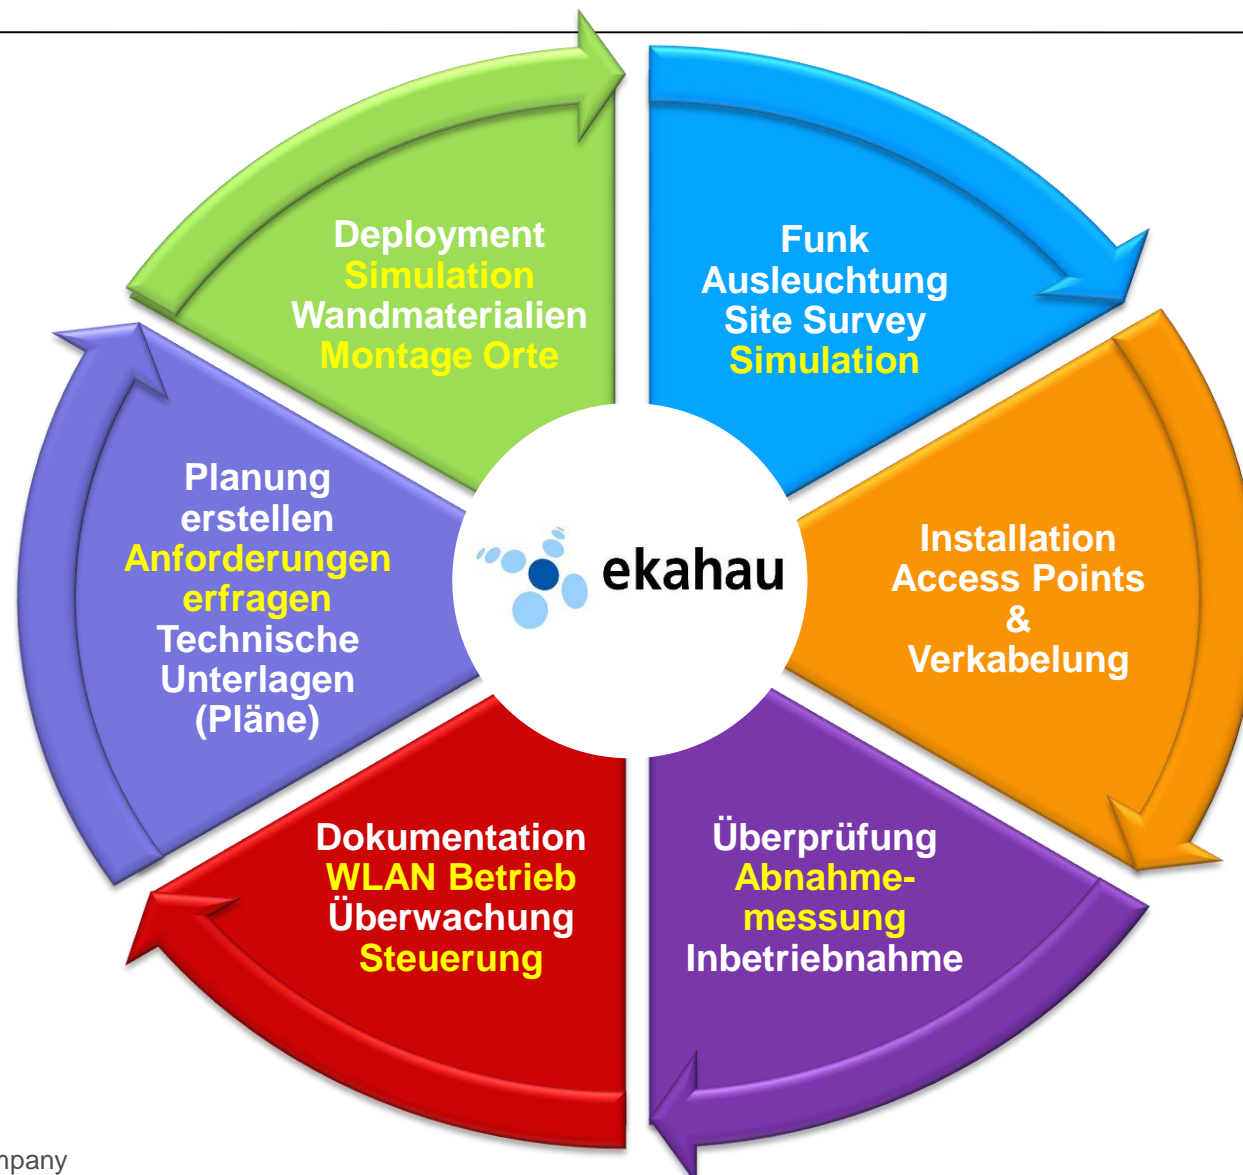 Deployment
Simulation
Wandmaterialien
Montage Orte
Funk
Ausleuchtung
Site Survey
Simulation
Installation
Access Points
&
Verkabelung
Überprüfung
Abnahme-
messung
Inbetriebnahme
Dokumentation
WLAN Betrieb
Überwachung
Steuerung
Planung
erstellen
Anforderungen
erfragen
Technische
Unterlagen
(Pläne)
ekahau